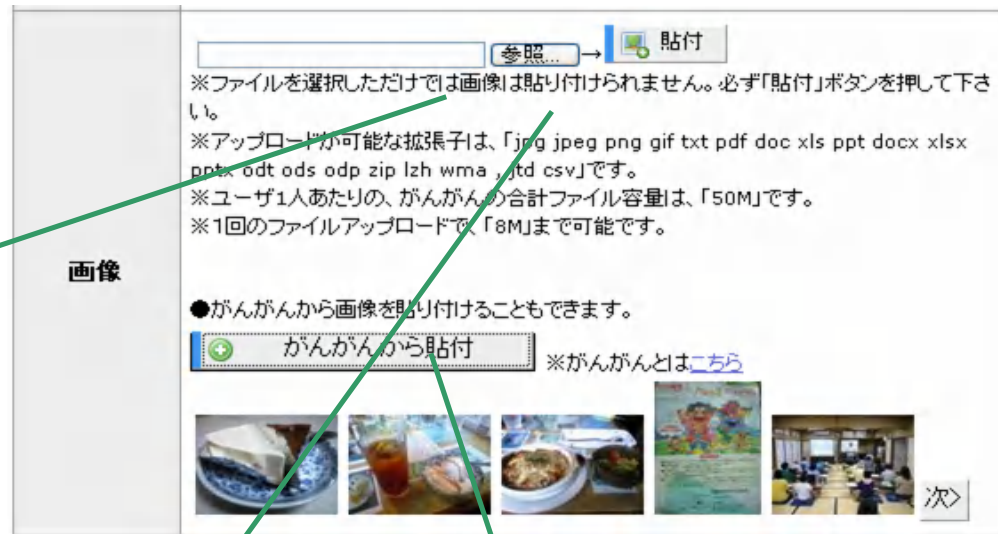 参照... → 貼付
※ファイルを選択しただけでは画像は貼り付けられません。必ず「貼付」ボタンを押して下さ
い。
※アップロードが可能な拡張子は、「jpg jpeg png gif txt pdf doc xls ppt docx xlsx
pptx odt ods odp zip lzh wma , jtd csv」です。
※ユーザ1人あたりの、がんがんの合計ファイル容量は、「50M」です。
※1回のファイルアップロードで、「8M」まで可能です。
画像
●がんがんから画像を貼り付けることもできます。
がんがんから貼付 ※がんがんとはこちら
次>